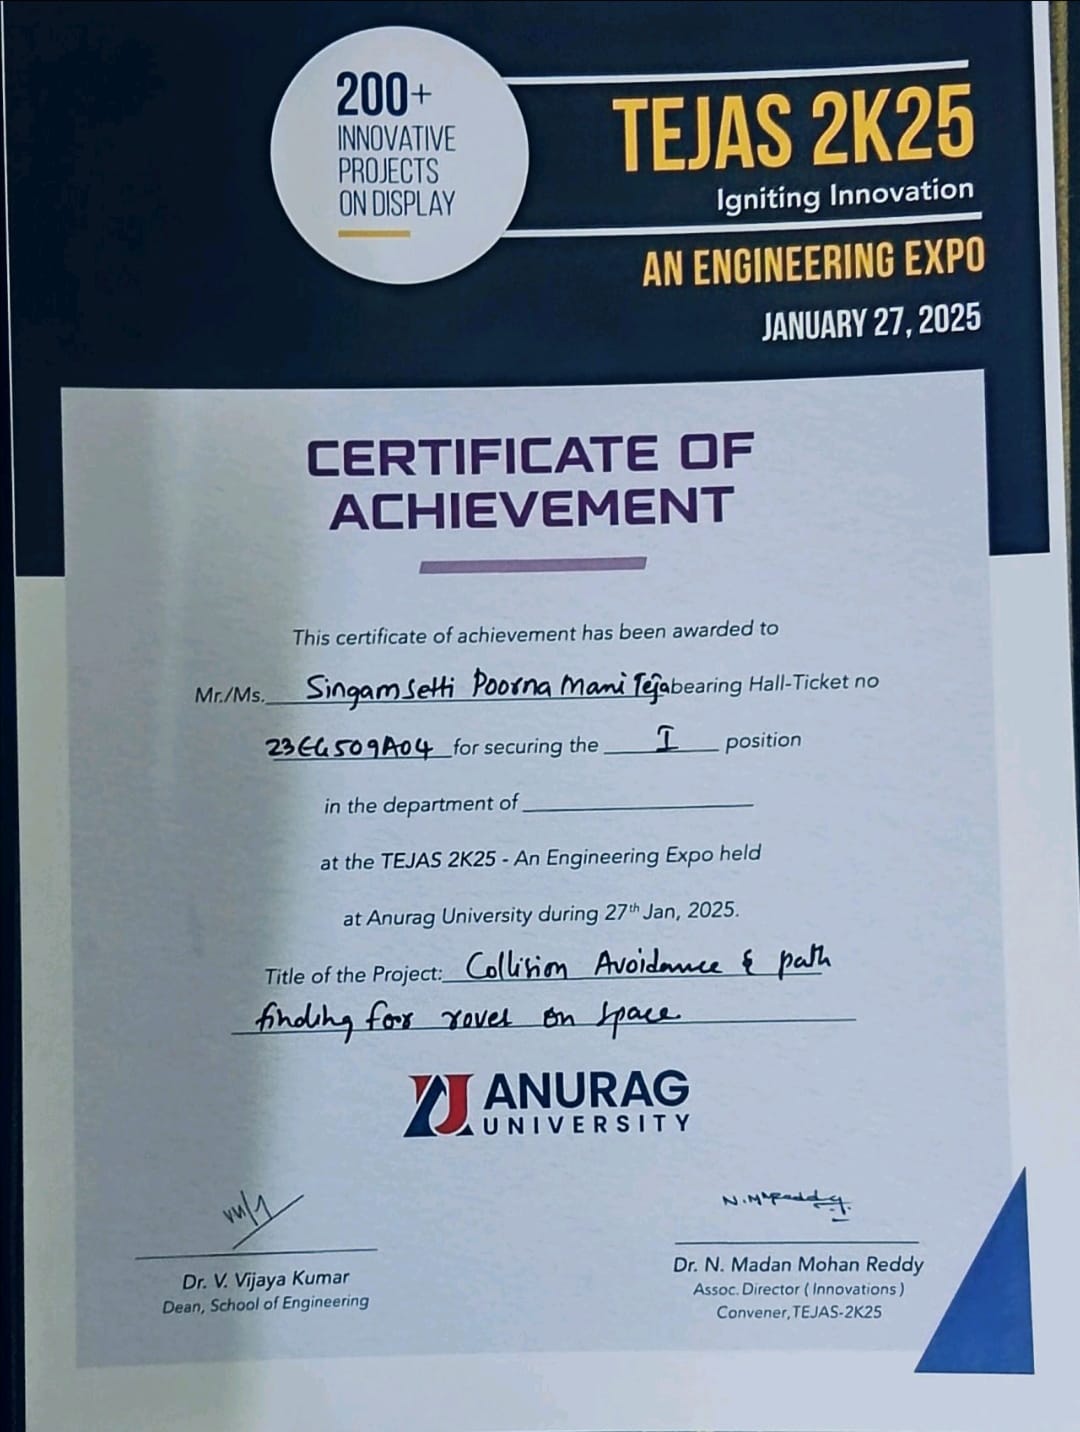 200+
INNOVATIVE
PROJECTS
ON DISPLAY
TEJAS 2K25
Igniting Innovation
AN ENGINEERING EXPO
JANUARY 27, 2025
CERTIFICATE OF
ACHIEVEMENT
This certificate of achievement has been awarded to
Mr./Ms. Singamsetti Poorna Mani Teja bearing Hall-Ticket no
23EG509A04 for securing the I position
in the department of
at the TEJAS 2K25 - An Engineering Expo held
at Anurag University during 27th Jan, 2025.
Title of the Project: Collision Avoidance & path
finding for rover on space
ANURAG
UNIVERSITY
N. M M Reddy
Dr. V. Vijaya Kumar
Dean, School of Engineering
Dr. N. Madan Mohan Reddy
Assoc. Director ( Innovations )
Convener, TEJAS-2K25